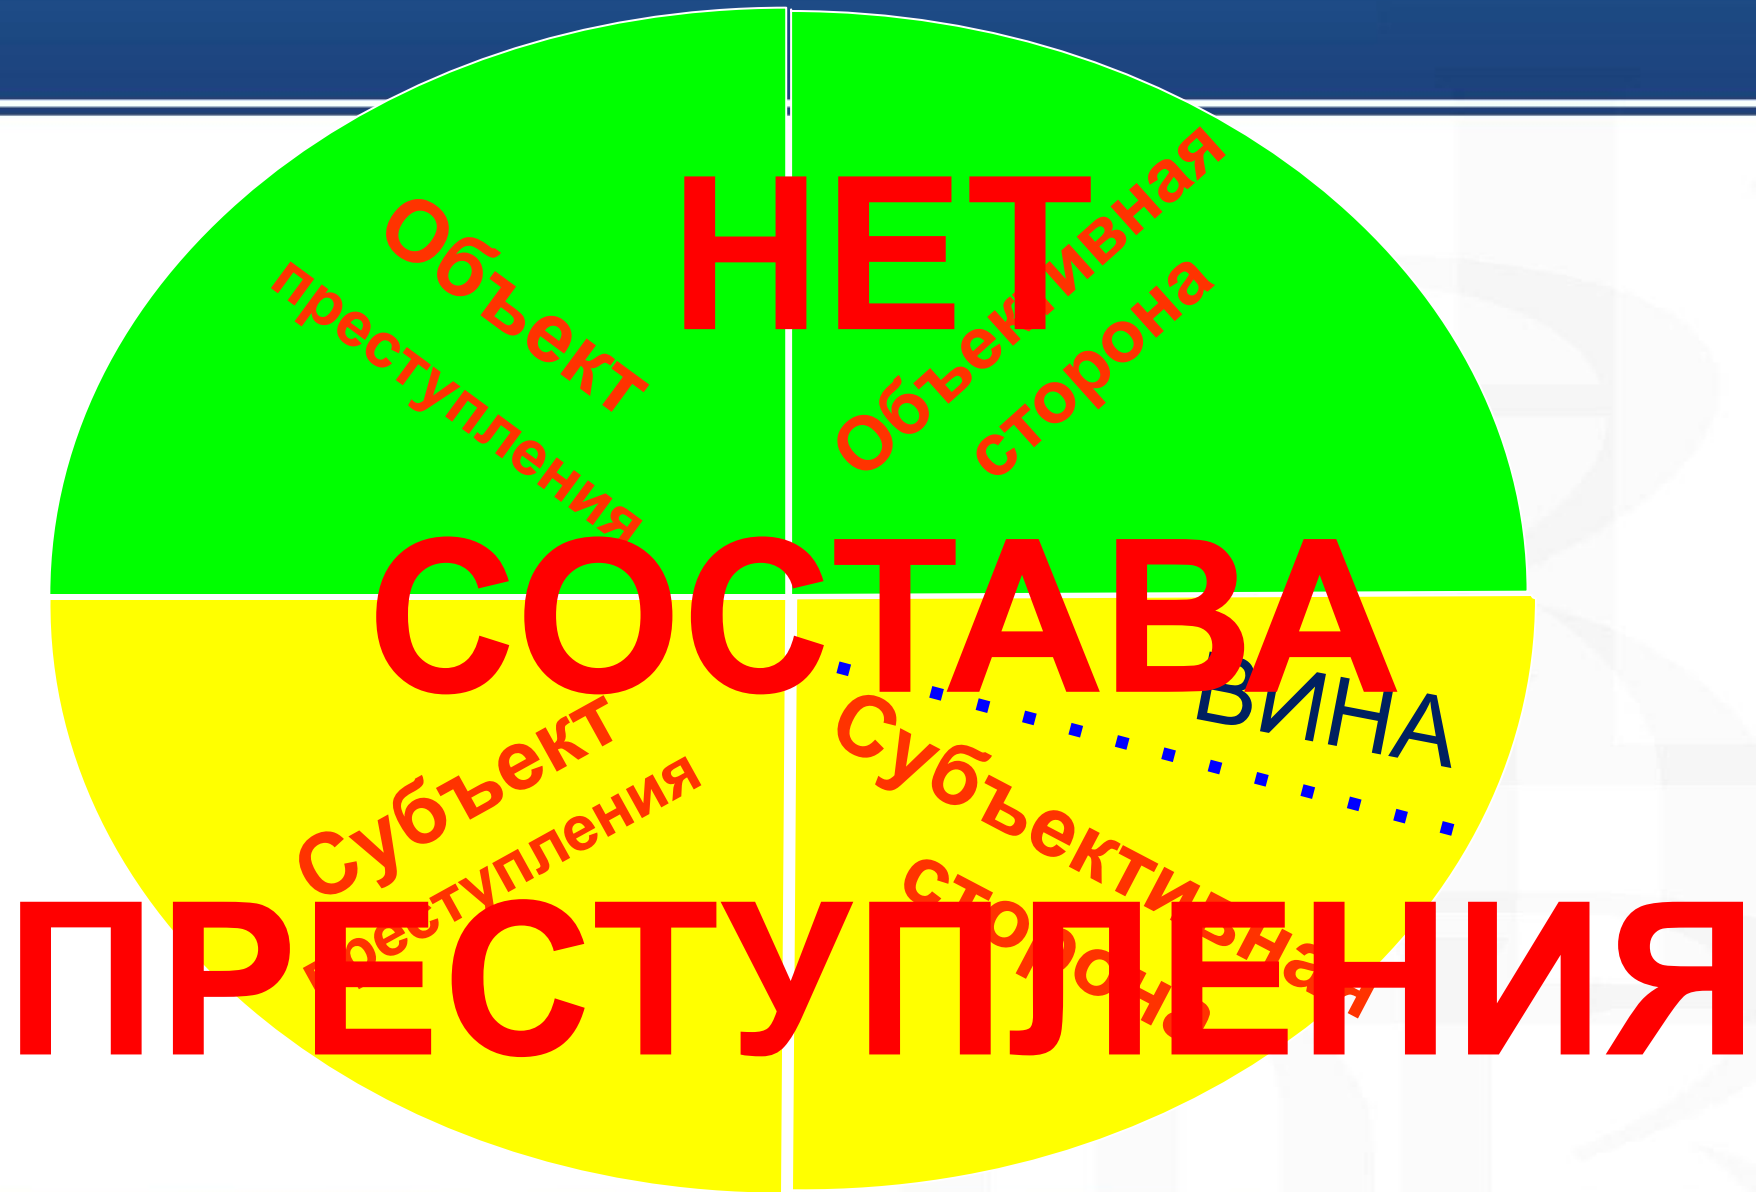 НЕТ
СОСТАВА
ПРЕСТУПЛЕНИЯ
Объект
преступления
Объективная
сторона
Субъект
преступления
ВИНА
Субъективная
сторона